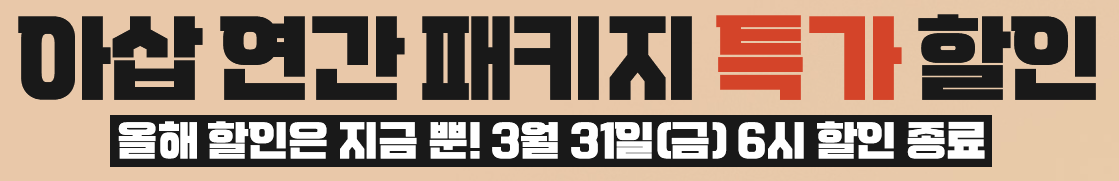 아삽 연간 패키지 특가 할인
올해 할인은 지금 뿐! 3월 31일(금) 6시 할인 종료